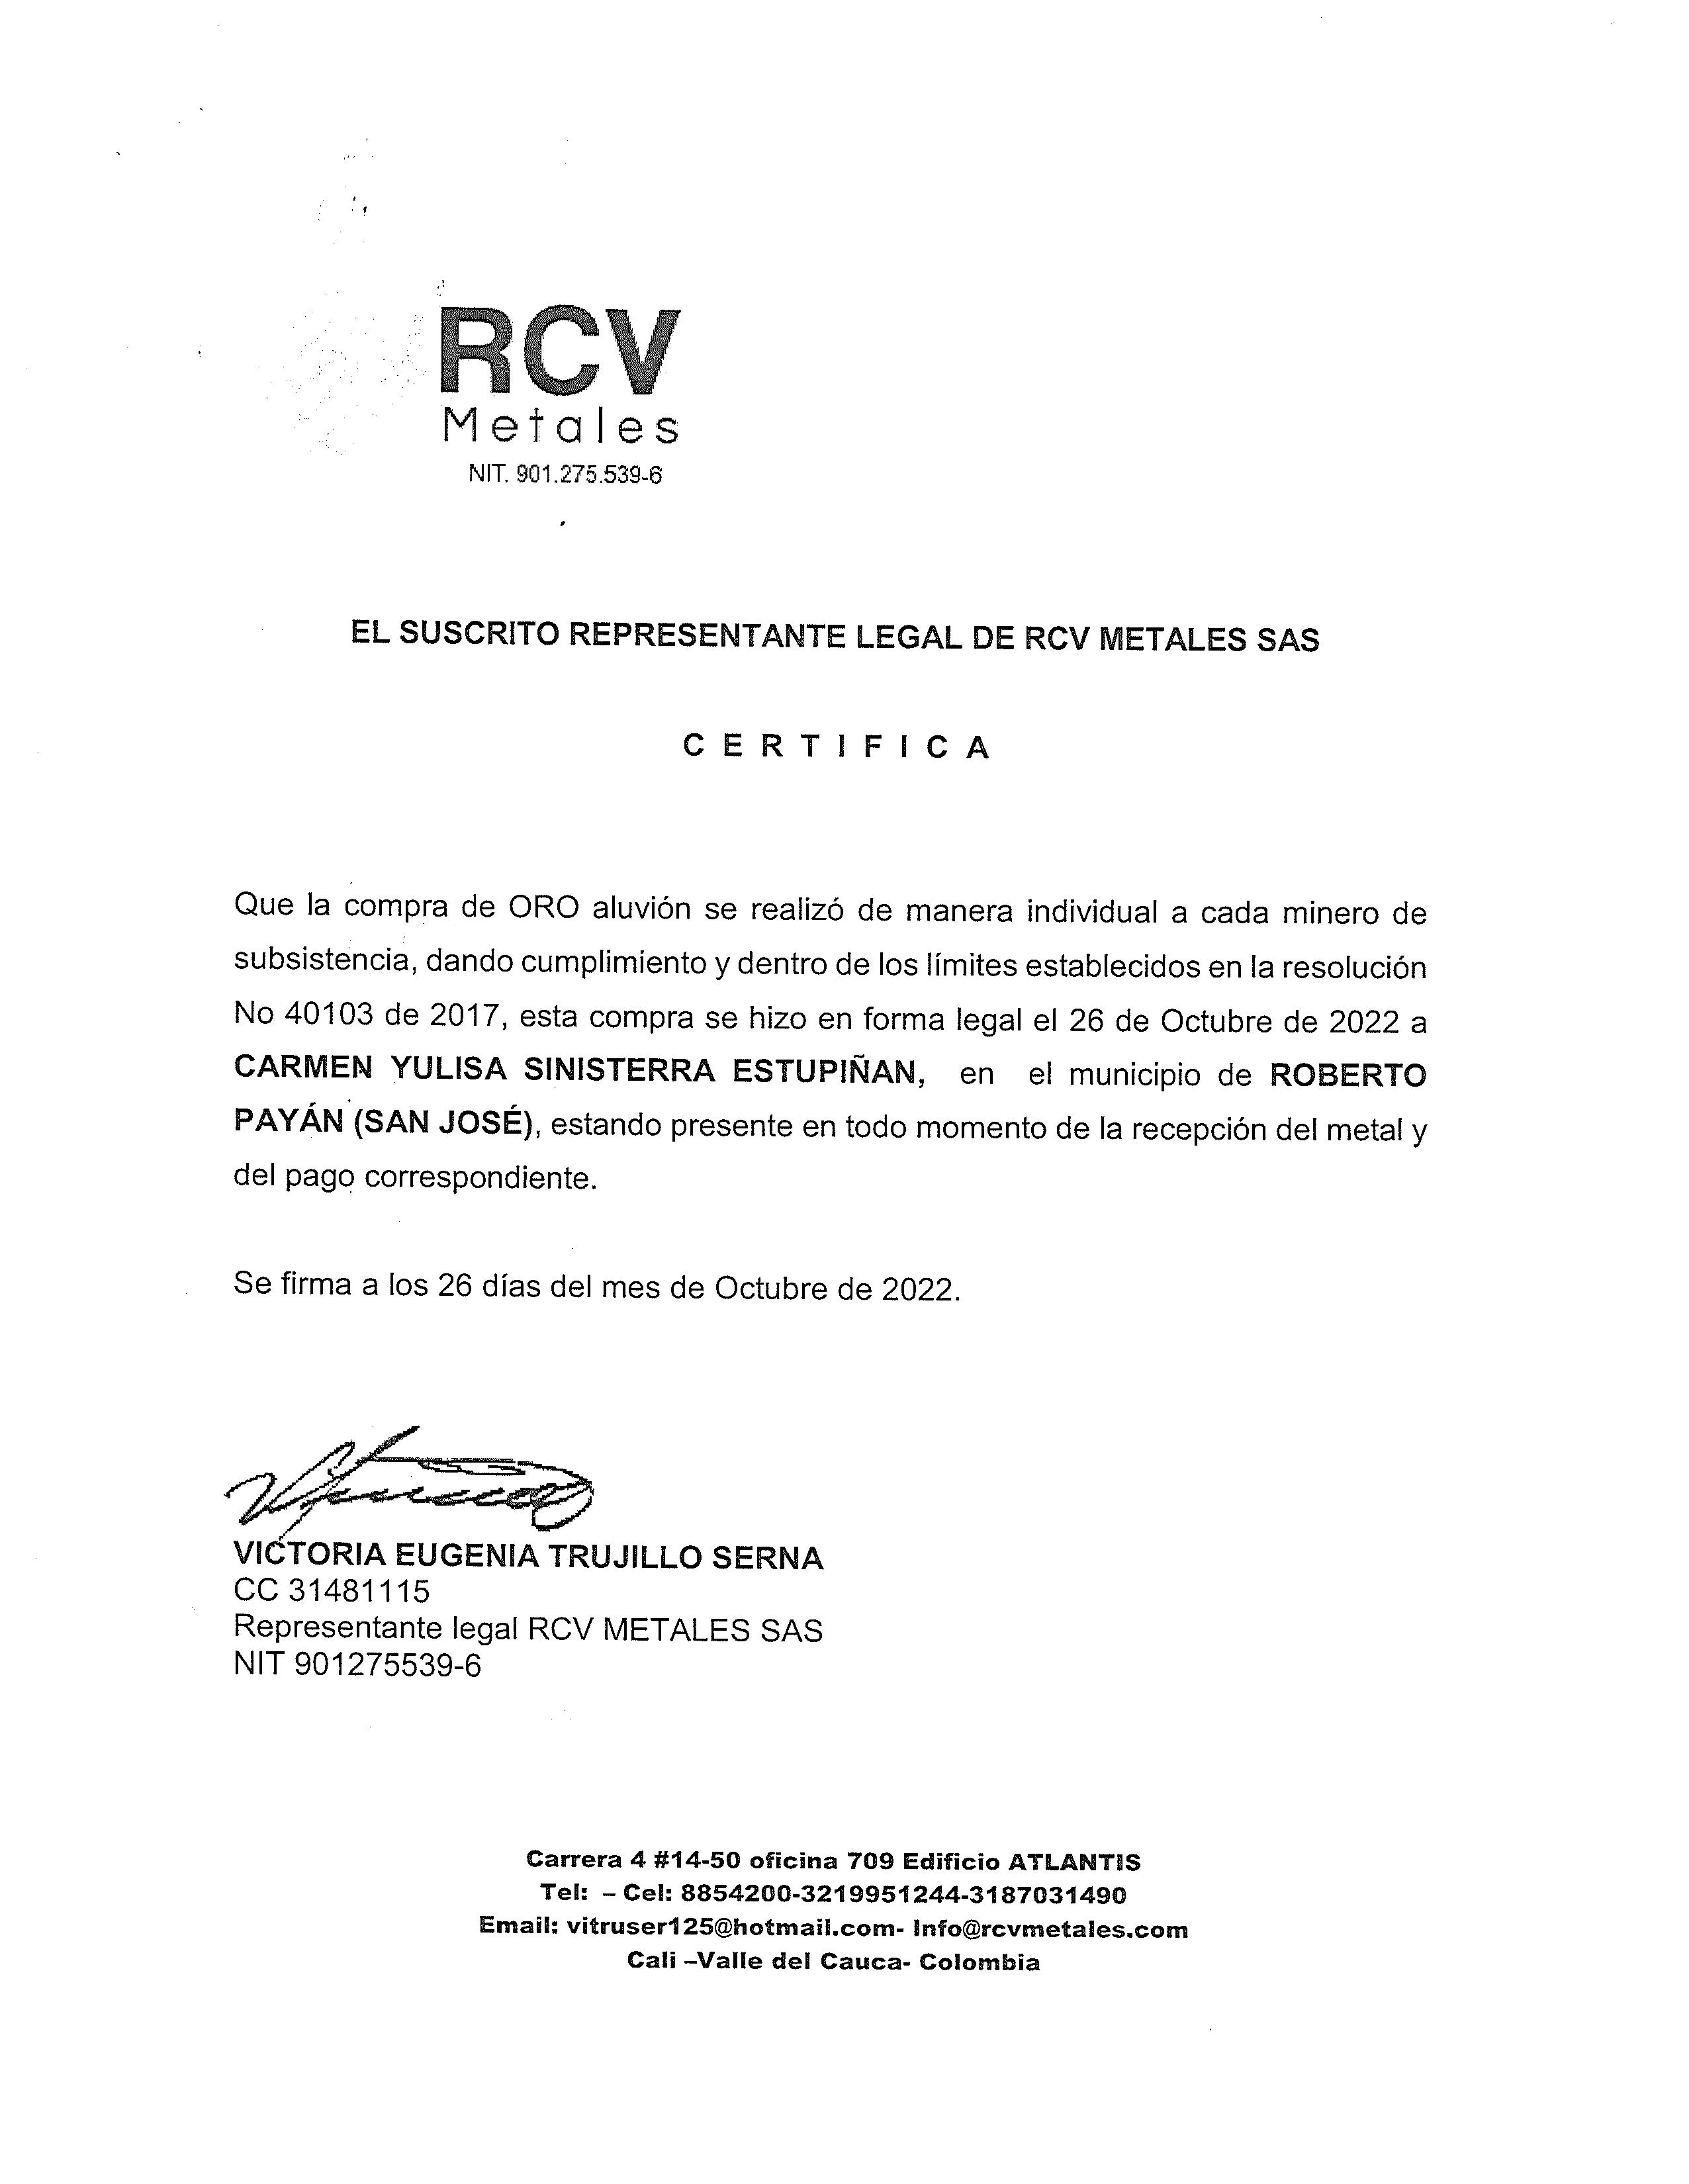 RCV
Metales
NIT. 901.275.539-6
EL SUSCRITO REPRESENTANTE LEGAL DE RCV METALES SAS
C E R T I F I C A
Que la compra de ORO aluvión se realizó de manera individual a cada minero de
subsistencia, dando cumplimiento y dentro de los límites establecidos en la resolución
No 40103 de 2017, esta compra se hizo en forma legal el 26 de Octubre de 2022 a
CARMEN YULISA SINISTERRA ESTUPIÑAN, en el municipio de ROBERTO
PAYÁN (SAN JOSÉ), estando presente en todo momento de la recepción del metal y
del pago correspondiente.
Se firma a los 26 días del mes de Octubre de 2022.
VICTORIA EUGENIA TRUJILLO SERNA
CC 31481115
Representante legal RCV METALES SAS
NIT 901275539-6
Carrera 4 #14-50 oficina 709 Edificio ATLANTIS
Tel: – Cel: 8854200-3219951244-3187031490
Email: vitruser125@hotmail.com- Info@rcvmetales.com
Cali –Valle del Cauca- Colombia